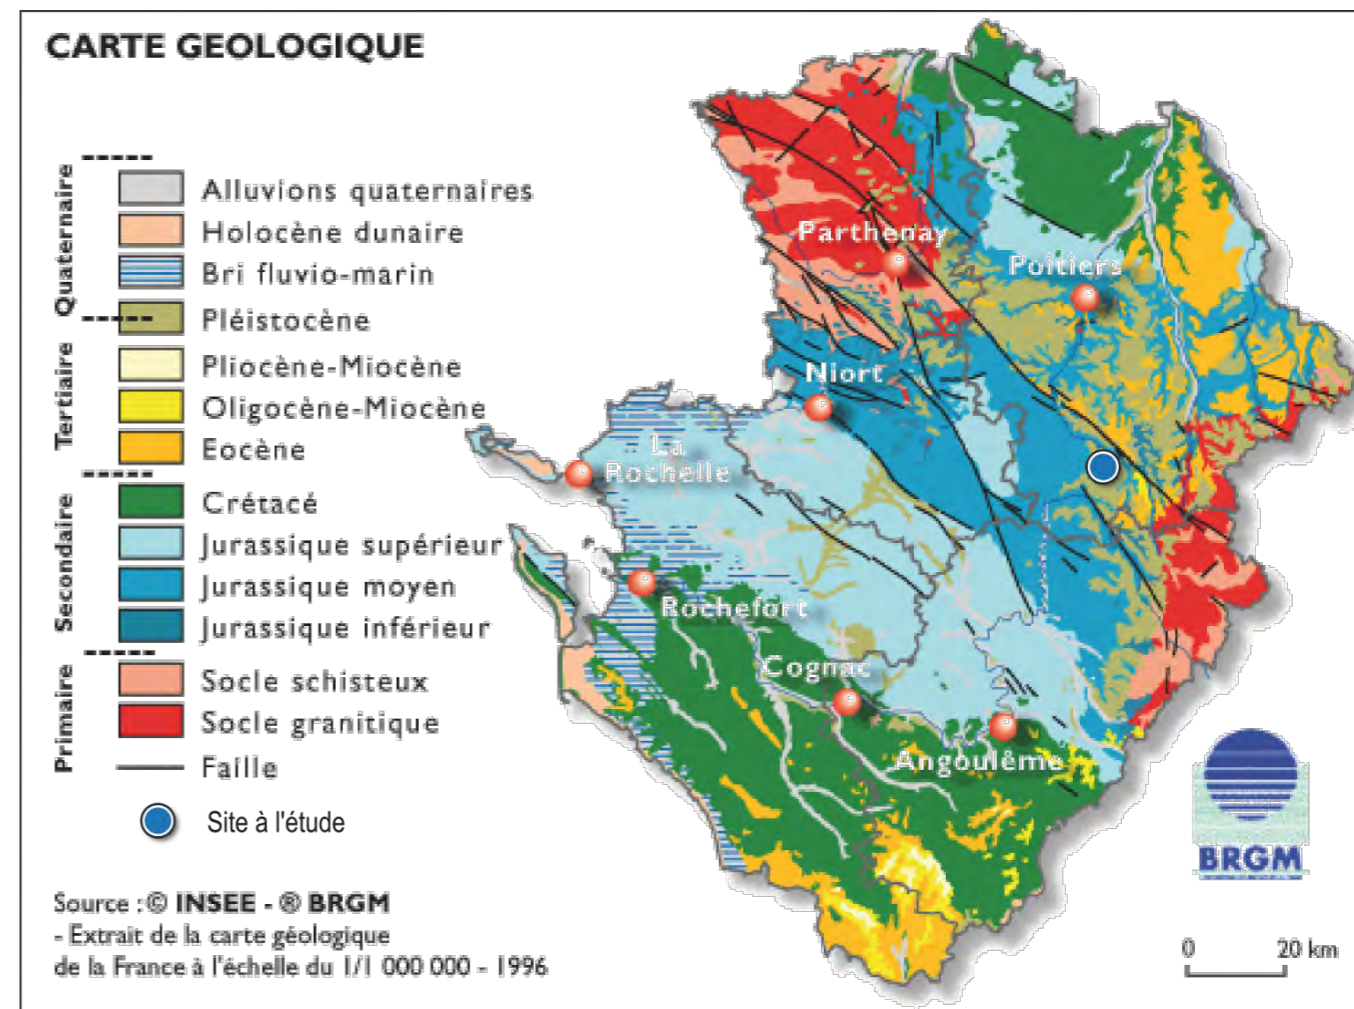 CARTE GEOLOGIQUE
Quaternaire
Alluvions quaternaires
Holocène dunaire
Bri fluvio-marin
Pléistocène
Tertiaire
Pliocène-Miocène
Oligocène-Miocène
Eocène
Secondaire
Crétacé
Jurassique supérieur
Jurassique moyen
Jurassique inférieur
Primaire
Socle schisteux
Socle granitique
Faille
Site à l'étude
Source : © INSEE - ® BRGM
- Extrait de la carte géologique
de la France à l'échelle du 1/1 000 000 - 1996
Parthenay
Poitiers
Niort
La
Rochelle
Rochefort
Cognac
Angoulême
BRGM
0 20 km